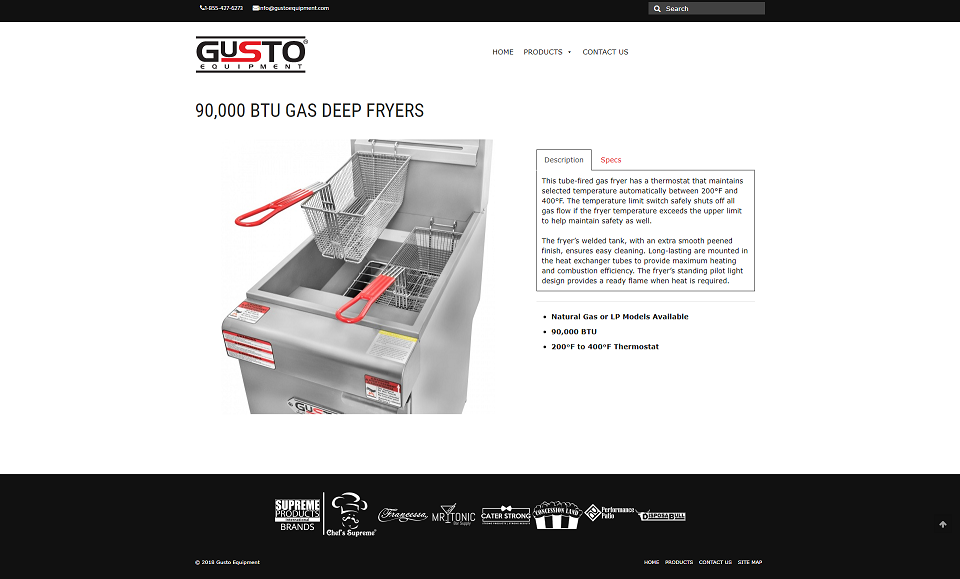 1-855-427-6273 info@gustoequipment.com
Search
GUSTO®
EQUIPMENT
HOME PRODUCTS CONTACT US
90,000 BTU GAS DEEP FRYERS
Description Specs
This tube-fired gas fryer has a thermostat that maintains
selected temperature automatically between 200°F and
400°F. The temperature limit switch safely shuts off all
gas flow if the fryer temperature exceeds the upper limit
to help maintain safety as well.
The fryer's welded tank, with an extra smooth peened
finish, ensures easy cleaning. Long-lasting are mounted in
the heat exchanger tubes to provide maximum heating
and combustion efficiency. The fryer's standing pilot light
design provides a ready flame when heat is required.
Natural Gas or LP Models Available
90,000 BTU
200°F to 400°F Thermostat
GUSTO
SUPREME
PRODUCTS
BRANDS
Chef's Supreme®
Francessa
MR TONIC
Bar Supply
CATER STRONG
CONCESSION LAND
Performance
Patio
DISPOSABULL
© 2018 Gusto Equipment
HOME PRODUCTS CONTACT US SITE MAP